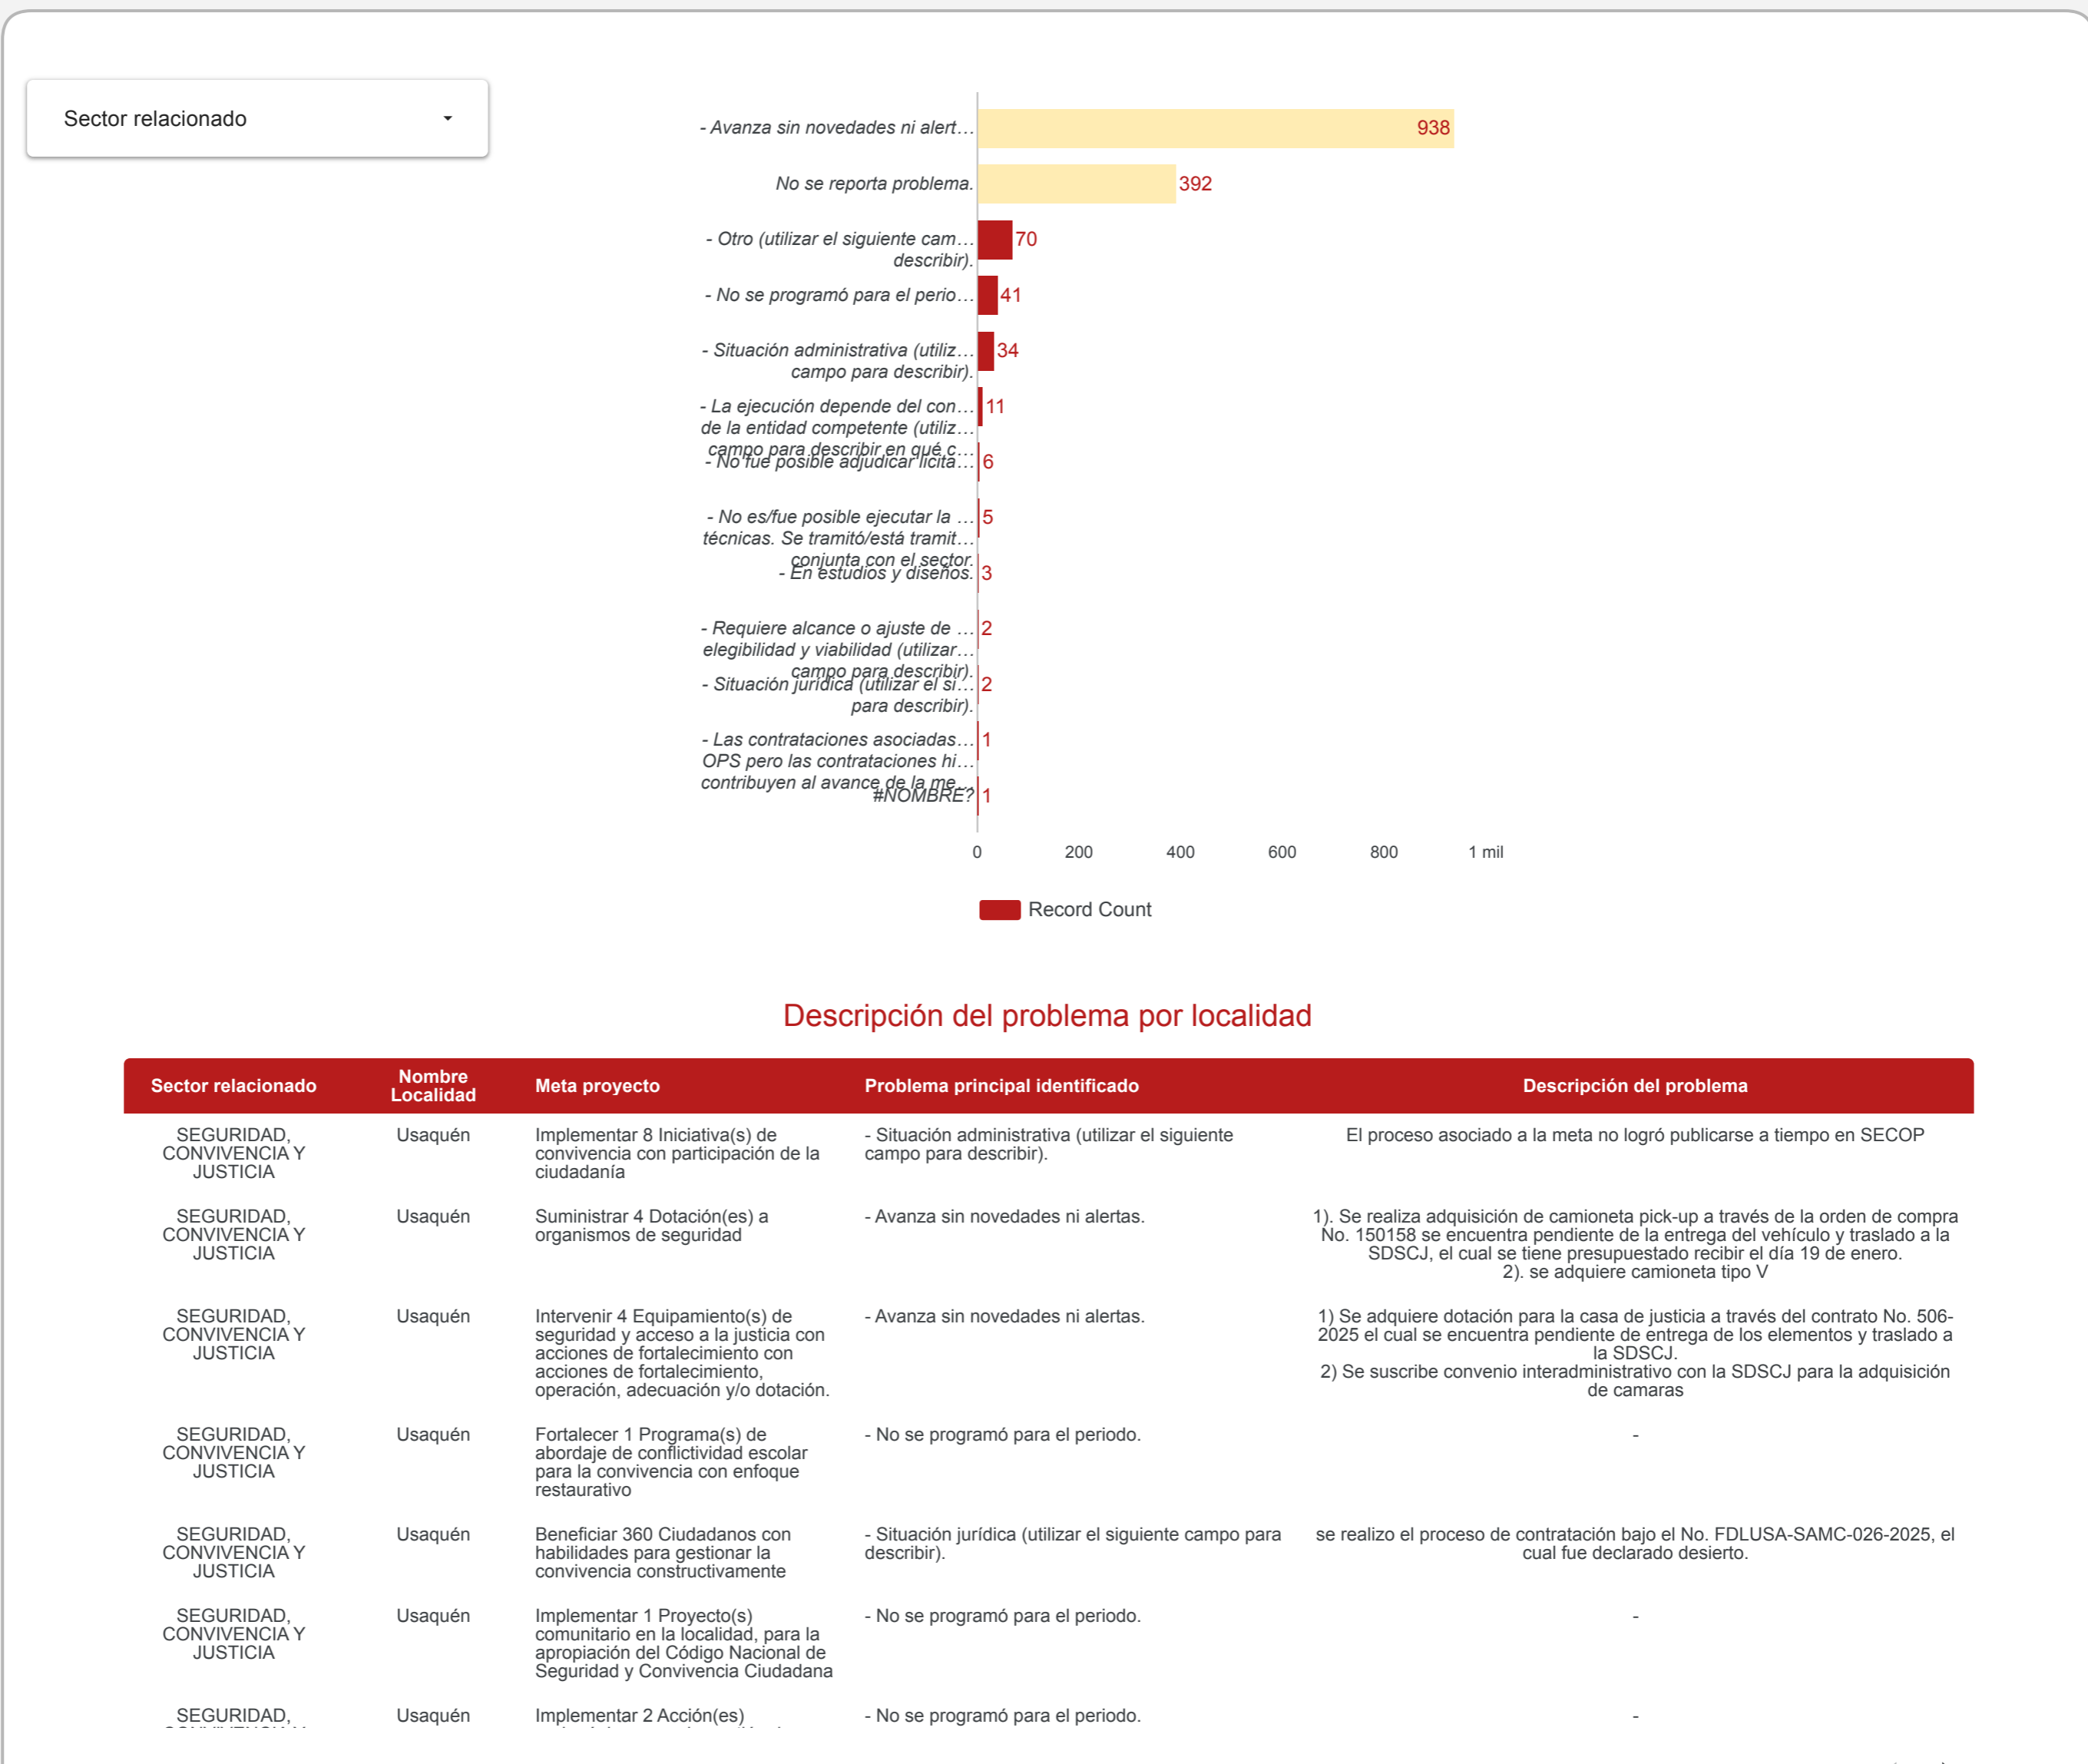 Sector relacionado
- Avanza sin novedades ni alert…
938
No se reporta problema.
392
- Otro (utilizar el siguiente cam…
describir).
70
- No se programó para el perio…
41
- Situación administrativa (utiliz…
campo para describir).
34
- La ejecución depende del con…
de la entidad competente (utiliz…
campo para describir en qué c…
11
- No fue posible adjudicar licita…
6
- No es/fue posible ejecutar la …
técnicas. Se tramitó/está tramit…
conjunta con el sector.
5
- En estudios y diseños.
3
- Requiere alcance o ajuste de …
elegibilidad y viabilidad (utilizar…
campo para describir).
2
- Situación jurídica (utilizar el si…
para describir).
2
- Las contrataciones asociadas…
OPS pero las contrataciones hi…
contribuyen al avance de la me…
1
#NOMBRE?
1
0 200 400 600 800 1 mil
Record Count
Descripción del problema por localidad
Sector relacionado
Nombre
Localidad
Meta proyecto
Problema principal identificado
Descripción del problema
SEGURIDAD,
CONVIVENCIA Y
JUSTICIA
Usaquén
Implementar 8 Iniciativa(s) de
convivencia con participación de la
ciudadanía
- Situación administrativa (utilizar el siguiente
campo para describir).
El proceso asociado a la meta no logró publicarse a tiempo en SECOP
SEGURIDAD,
CONVIVENCIA Y
JUSTICIA
Usaquén
Suministrar 4 Dotación(es) a
organismos de seguridad
- Avanza sin novedades ni alertas.
1). Se realiza adquisición de camioneta pick-up a través de la orden de compra
No. 150158 se encuentra pendiente de la entrega del vehículo y traslado a la
SDSCJ, el cual se tiene presupuestado recibir el día 19 de enero.
2). se adquiere camioneta tipo V
SEGURIDAD,
CONVIVENCIA Y
JUSTICIA
Usaquén
Intervenir 4 Equipamiento(s) de
seguridad y acceso a la justicia con
acciones de fortalecimiento con
acciones de fortalecimiento,
operación, adecuación y/o dotación.
- Avanza sin novedades ni alertas.
1) Se adquiere dotación para la casa de justicia a través del contrato No. 506-
2025 el cual se encuentra pendiente de entrega de los elementos y traslado a
la SDSCJ.
2) Se suscribe convenio interadministrativo con la SDSCJ para la adquisición
de camaras
SEGURIDAD,
CONVIVENCIA Y
JUSTICIA
Usaquén
Fortalecer 1 Programa(s) de
abordaje de conflictividad escolar
para la convivencia con enfoque
restaurativo
- No se programó para el periodo.
-
SEGURIDAD,
CONVIVENCIA Y
JUSTICIA
Usaquén
Beneficiar 360 Ciudadanos con
habilidades para gestionar la
convivencia constructivamente
- Situación jurídica (utilizar el siguiente campo para
describir).
se realizo el proceso de contratación bajo el No. FDLUSA-SAMC-026-2025, el
cual fue declarado desierto.
SEGURIDAD,
CONVIVENCIA Y
JUSTICIA
Usaquén
Implementar 1 Proyecto(s)
comunitario en la localidad, para la
apropiación del Código Nacional de
Seguridad y Convivencia Ciudadana
- No se programó para el periodo.
-
SEGURIDAD,
Usaquén
Implementar 2 Acción(es)
- No se programó para el periodo.
-